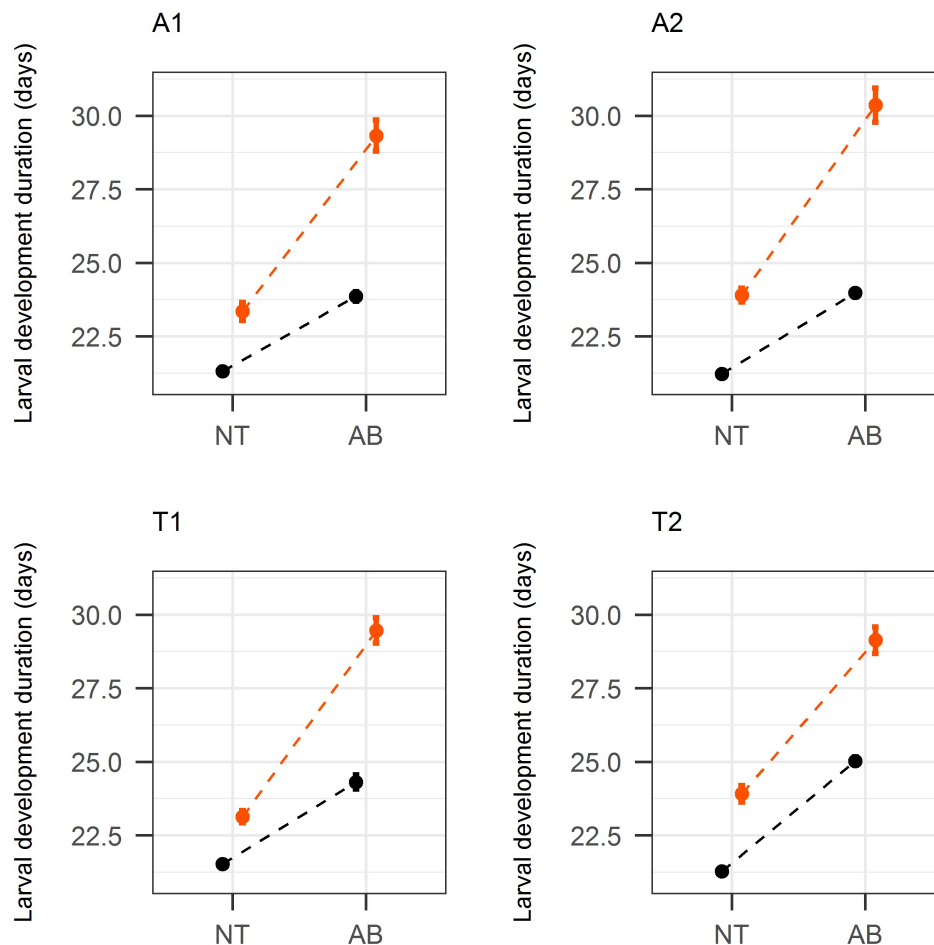 A1
Larval development duration (days)
30.0
27.5
25.0
22.5
NT AB
A2
Larval development duration (days)
30.0
27.5
25.0
22.5
NT AB
T1
Larval development duration (days)
30.0
27.5
25.0
22.5
NT AB
T2
Larval development duration (days)
30.0
27.5
25.0
22.5
NT AB